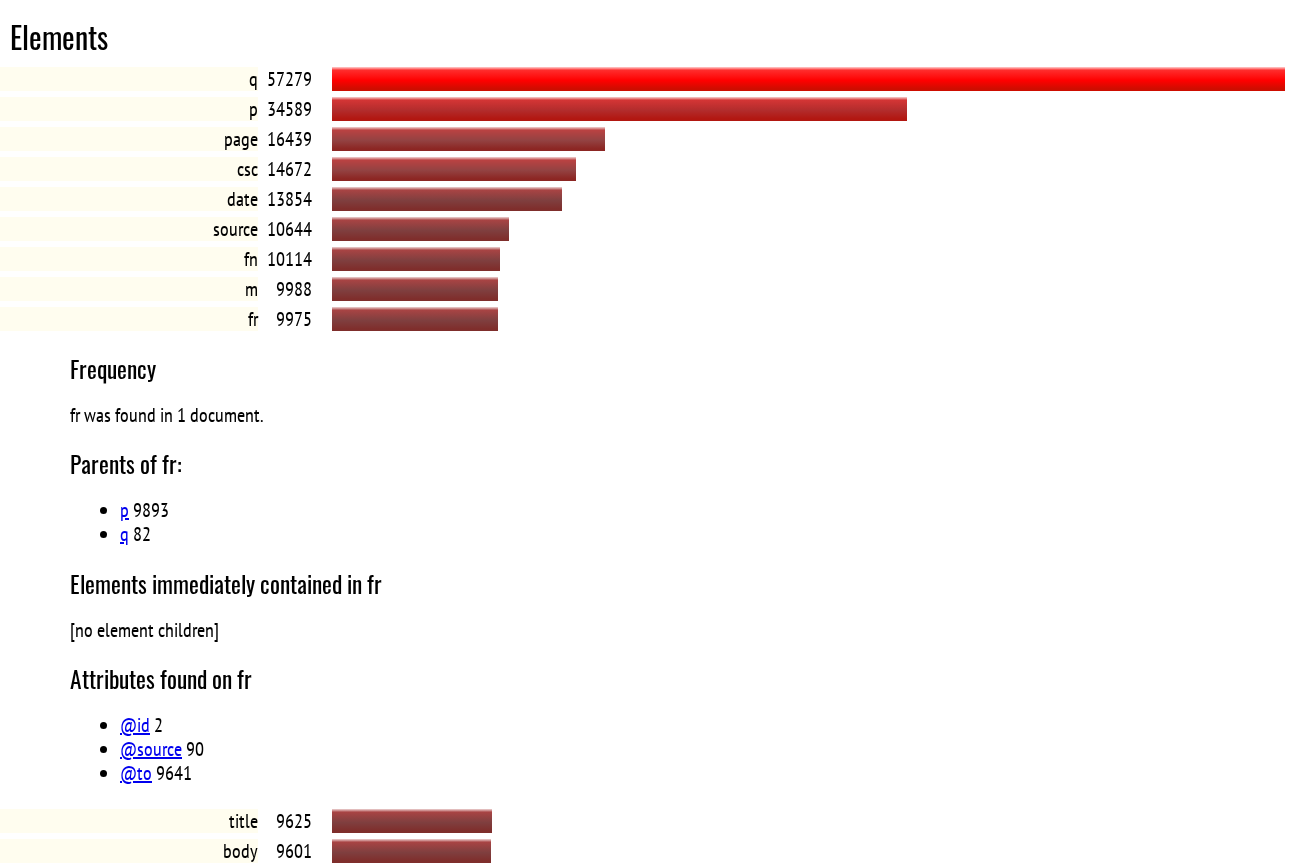 Elements
q 57279
p 34589
page 16439
csc 14672
date 13854
source 10644
fn 10114
m 9988
fr 9975
Frequency
fr was found in 1 document.
Parents of fr:
p 9893
q 82
Elements immediately contained in fr
[no element children]
Attributes found on fr
@id 2
@source 90
@to 9641
title 9625
body 9601